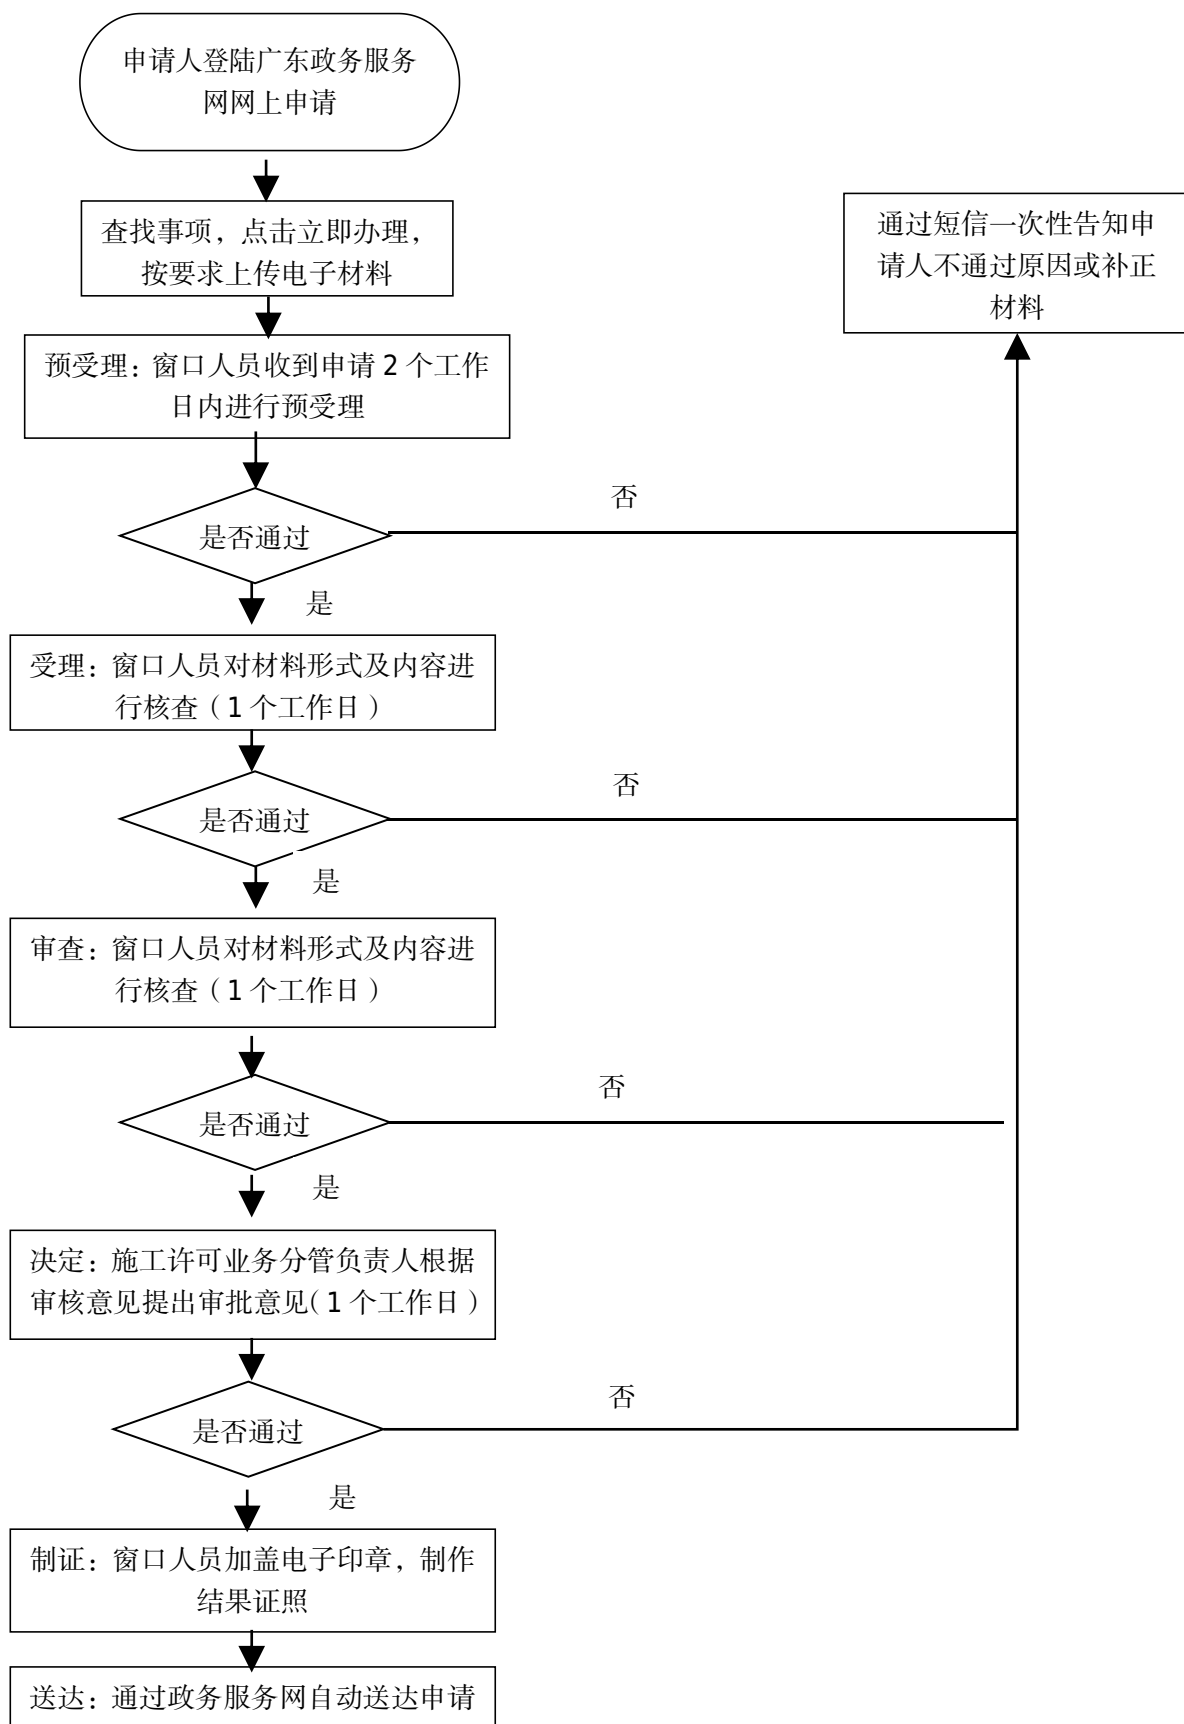 申请人登陆广东政务服务
网网上申请
查找事项，点击立即办理，
按要求上传电子材料
通过短信一次性告知申
请人不通过原因或补正
材料
预受理：窗口人员收到申请 2 个工作
日内进行预受理
否
是否通过
是
受理：窗口人员对材料形式及内容进
行核查（1 个工作日）
否
是否通过
是
审查：窗口人员对材料形式及内容进
行核查（1 个工作日）
否
是否通过
是
决定：施工许可业务分管负责人根据
审核意见提出审批意见（1 个工作日）
否
是否通过
是
制证：窗口人员加盖电子印章，制作
结果证照
送达：通过政务服务网自动送达申请